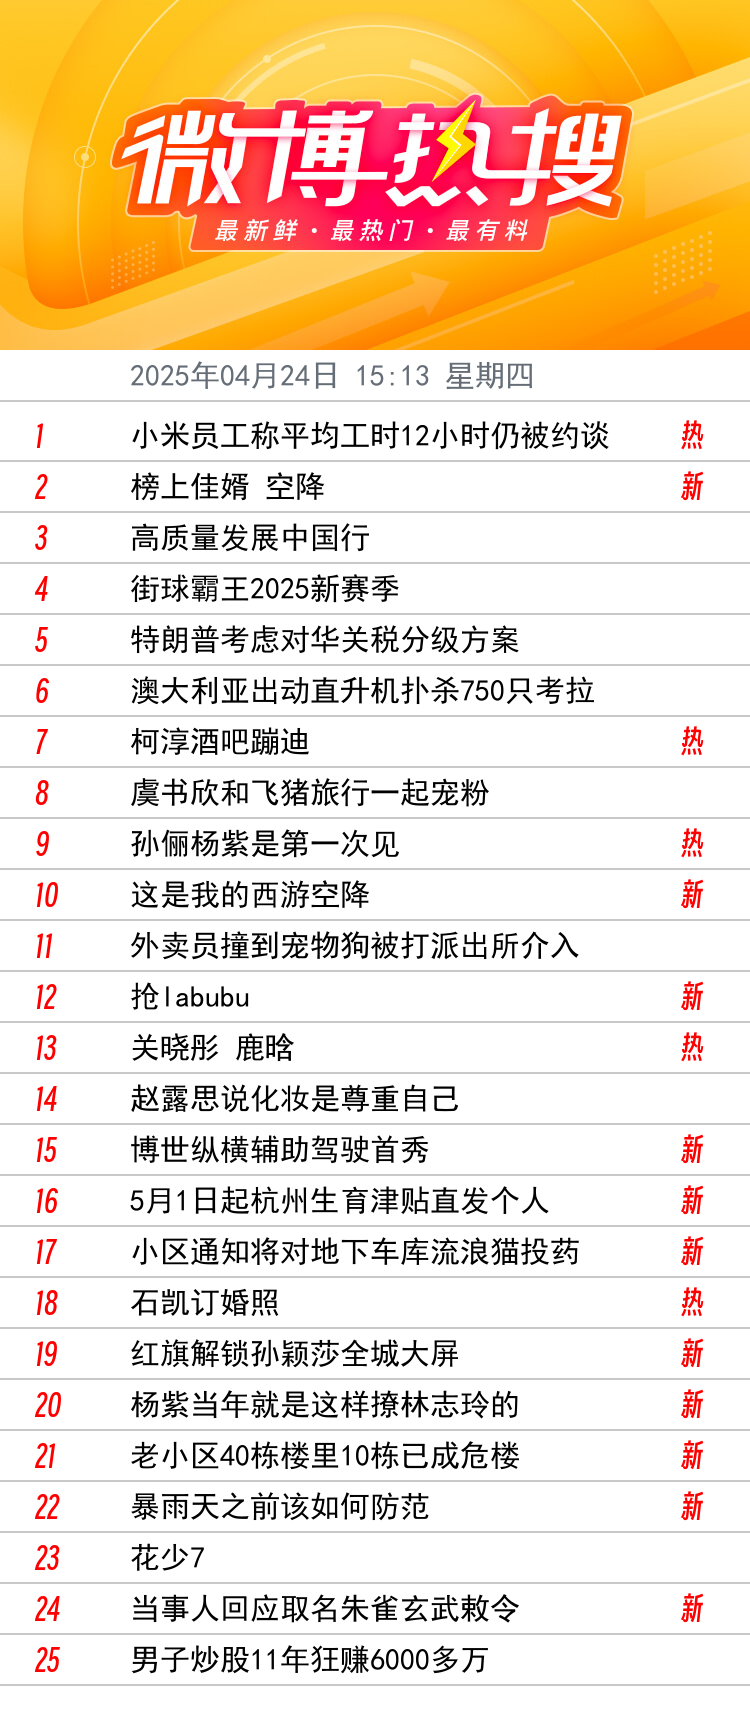 微博热搜
最新鲜·最热门·最有料
2025年04月24日 15:13 星期四
1 小米员工称平均工时12小时仍被约谈 热
2 榜上佳婿 空降 新
3 高质量发展中国行
4 街球霸王2025新赛季
5 特朗普考虑对华关税分级方案
6 澳大利亚出动直升机扑杀750只考拉
7 柯淳酒吧蹦迪 热
8 虞书欣和飞猪旅行一起宠粉
9 孙俪杨紫是第一次见 热
10 这是我的西游空降 新
11 外卖员撞到宠物狗被打派出所介入
12 抢labubu 新
13 关晓彤 鹿晗 热
14 赵露思说化妆是尊重自己
15 博世纵横辅助驾驶首秀 新
16 5月1日起杭州生育津贴直发个人 新
17 小区通知将对地下车库流浪猫投药 新
18 石凯订婚照 热
19 红旗解锁孙颖莎全城大屏 新
20 杨紫当年就是这样撩林志玲的 新
21 老小区40栋楼里10栋已成危楼 新
22 暴雨天之前该如何防范 新
23 花少7
24 当事人回应取名朱雀玄武敕令 新
25 男子炒股11年狂赚6000多万